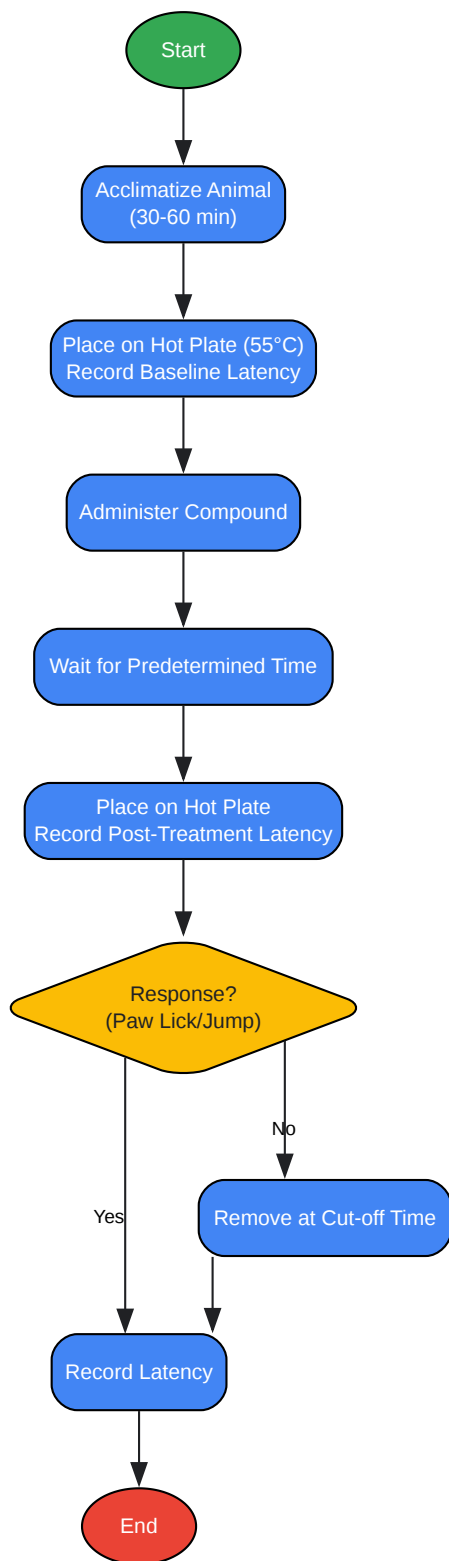 Start
Acclimatize Animal
(30-60 min)
Place on Hot Plate (55°C)
Record Baseline Latency
Administer Compound
Wait for Predetermined Time
Place on Hot Plate
Record Post-Treatment Latency
Response?
(Paw Lick/Jump)
No
Yes
Remove at Cut-off Time
Record Latency
End